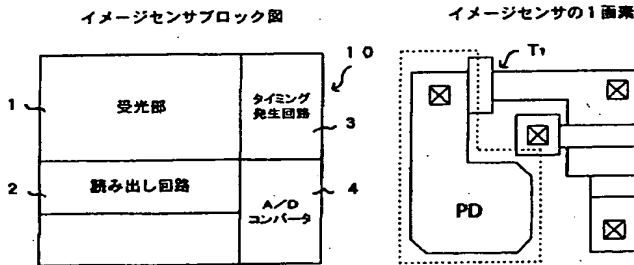 イメージセンサブロック図
1
受光部
タイミング
発生回路
10
3
2
読み出し回路
A/D
コンバータ
4
イメージセンサの1画素
T1
PD